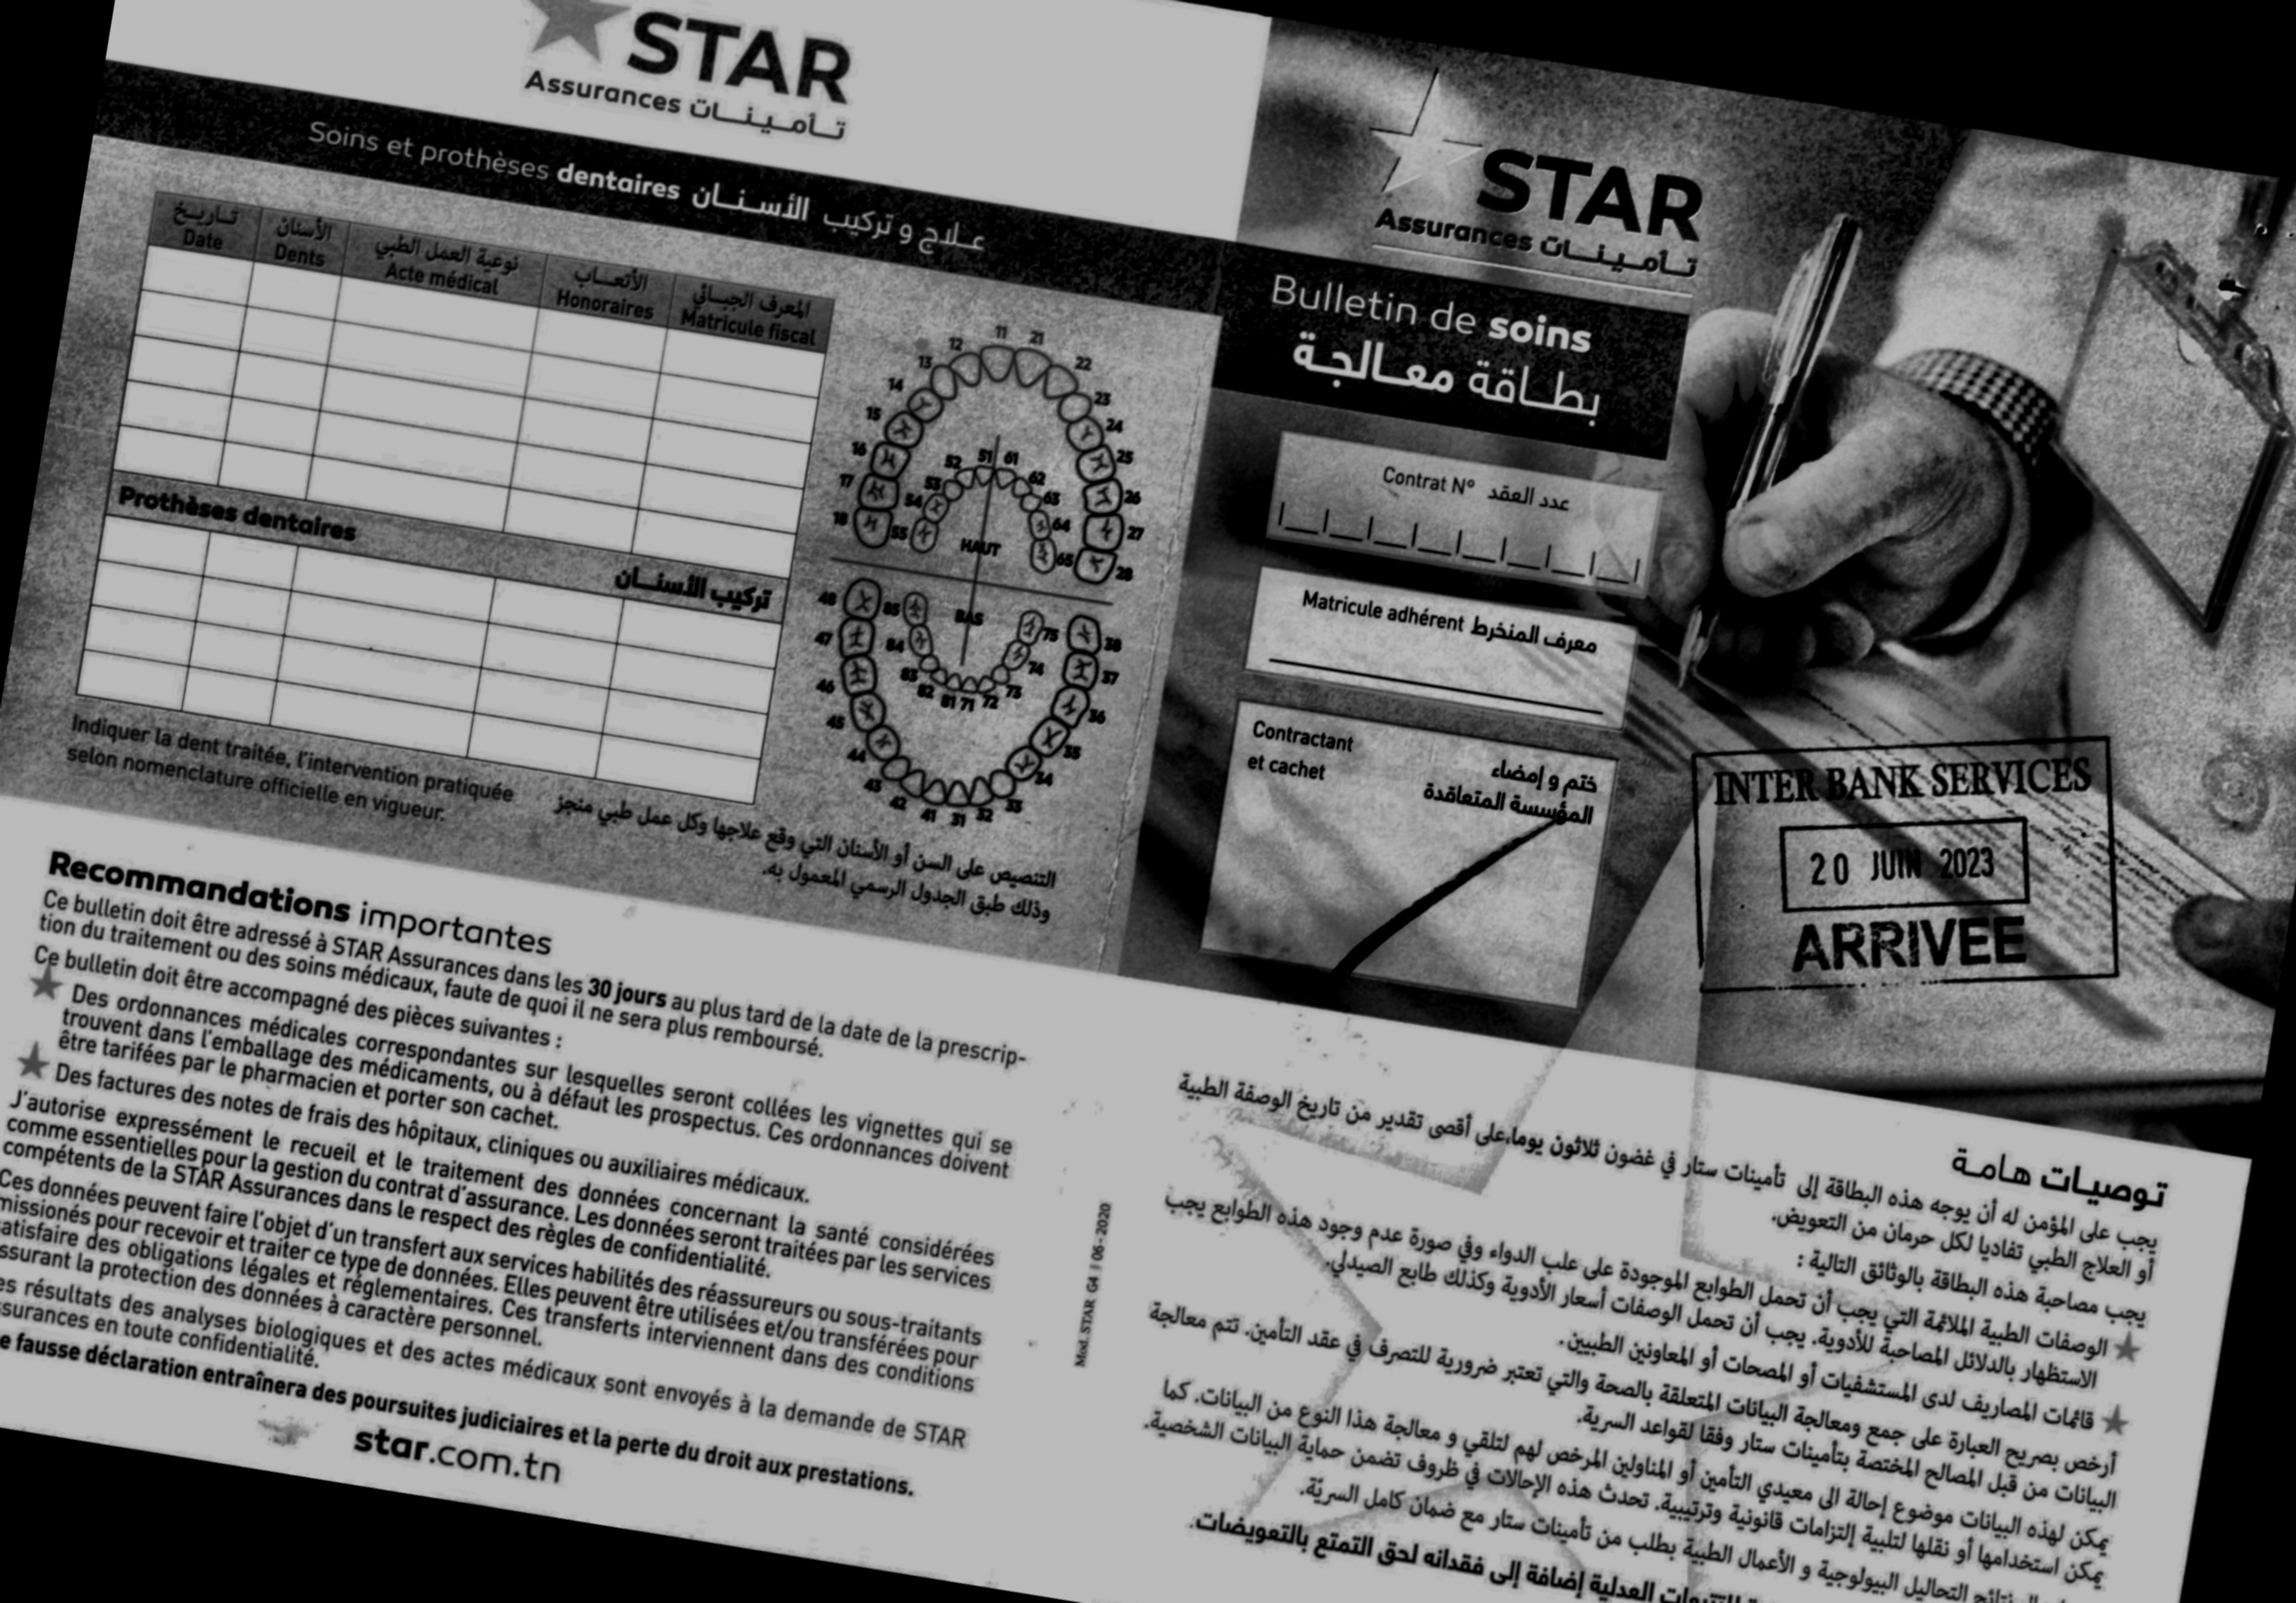 STAR
Assurances تـأمـيـنـات
Soins et prothèses dentaires عـلاج و تركيب الأسـنـان
تـاريـخ
Date
الأسنان
Dents
نوعية العمل الطبي
Acte médical
الأتعـــاب
Honoraires
المعرف الجبــائي
Matricule fiscal
Prothèses dentaires
تركيب الأسنــان
11 21
12 22
13 23
14 24
15 25
16 26
17 27
18 28
52 51 61 62
53 63
54 64
55 65
HAUT
BAS
48 85 75 38
47 84 74 37
46 83 82 81 71 72 73 36
45 35
44 34
43 42 41 31 32 33
Indiquer la dent traitée, l'intervention pratiquée
selon nomenclature officielle en vigueur.
التنصيص على السن أو الأسنان التي وقع علاجها وكل عمل طبي منجز
وذلك طبق الجدول الرسمي المعمول به.
Recommandations importantes
Ce bulletin doit être adressé à STAR Assurances dans les 30 jours au plus tard de la date de la prescrip-
tion du traitement ou des soins médicaux, faute de quoi il ne sera plus remboursé.
Ce bulletin doit être accompagné des pièces suivantes :
Des ordonnances médicales correspondantes sur lesquelles seront collées les vignettes qui se
trouvent dans l'emballage des médicaments, ou à défaut les prospectus. Ces ordonnances doivent
être tarifées par le pharmacien et porter son cachet.
Des factures des notes de frais des hôpitaux, cliniques ou auxiliaires médicaux.
J'autorise expressément le recueil et le traitement des données concernant la santé considérées
comme essentielles pour la gestion du contrat d'assurance. Les données seront traitées par les services
compétents de la STAR Assurances dans le respect des règles de confidentialité.
Ces données peuvent faire l'objet d'un transfert aux services habilités des réassureurs ou sous-traitants
missionés pour recevoir et traiter ce type de données. Elles peuvent être utilisées et/ou transférées pour
satisfaire des obligations légales et réglementaires. Ces transferts interviennent dans des conditions
ssurant la protection des données à caractère personnel.
es résultats des analyses biologiques et des actes médicaux sont envoyés à la demande de STAR
ssurances en toute confidentialité.
e fausse déclaration entraînera des poursuites judiciaires et la perte du droit aux prestations.
star.com.tn
Mod. STAR G4 | 06-2020
STAR
Assurances تـأمـيـنـات
Bulletin de soins
بطـاقة معـالجـة
Contrat N° عدد العقد
Matricule adhérent معرف المنخرط
Contractant
et cachet
ختم و إمضاء
المؤسسة المتعاقدة
INTER BANK SERVICES
20 JUIN 2023
ARRIVEE
توصيـات هـامـة
يجب على المؤمن له أن يوجه هذه البطاقة إلى تأمينات ستار في غضون ثلاثون يوما،على أقصى تقدير من تاريخ الوصفة الطبية
أو العلاج الطبي تفاديا لكل حرمان من التعويض.
يجب مصاحبة هذه البطاقة بالوثائق التالية :
الوصفات الطبية الملائمة التي يجب أن تحمل الطوابع الموجودة على علب الدواء وفي صورة عدم وجود هذه الطوابع يجب
الاستظهار بالدلائل المصاحبة للأدوية. يجب أن تحمل الوصفات أسعار الأدوية وكذلك طابع الصيدلي.
قائمات المصاريف لدى المستشفيات أو المصحات أو المعاونين الطبيين.
أرخص بصريح العبارة على جمع ومعالجة البيانات المتعلقة بالصحة والتي تعتبر ضرورية للتصرف في عقد التأمين. تتم معالجة
البيانات من قبل المصالح المختصة بتأمينات ستار وفقا لقواعد السرية.
يمكن لهذه البيانات موضوع إحالة الى معيدي التأمين أو المناولين المرخص لهم لتلقي و معالجة هذا النوع من البيانات. كما
يمكن استخدامها أو نقلها لتلبية إلتزامات قانونية وترتيبية. تحدث هذه الإحالات في ظروف تضمن حماية البيانات الشخصية.
نتائج التحاليل البيولوجية و الأعمال الطبية بطلب من تأمينات ستار مع ضمان كامل السريّة.
العدلية إضافة إلى فقدانه لحق التمتع بالتعويضات.